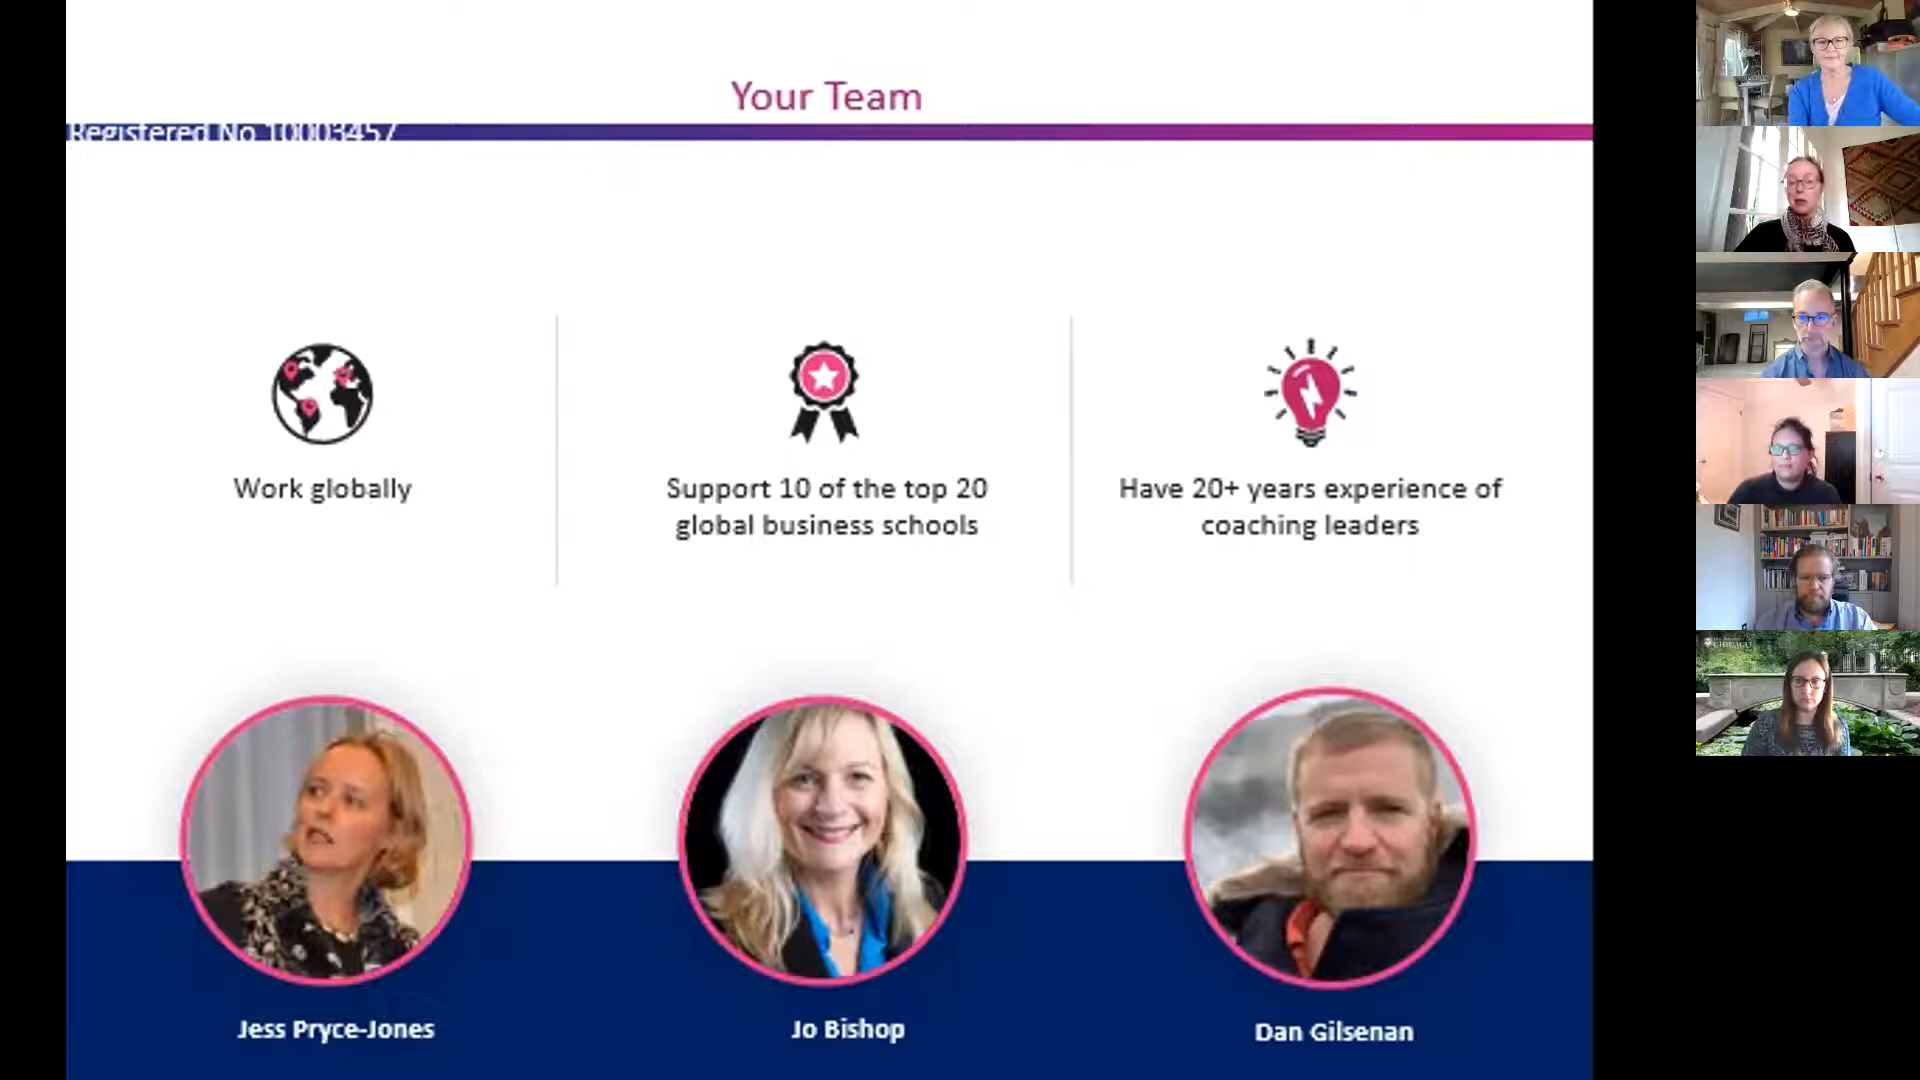 Your Team
Registered No 10003457
Work globally
Support 10 of the top 20
global business schools
Have 20+ years experience of
coaching leaders
Jess Pryce-Jones
Jo Bishop
Dan Gilsenan
CHICAGO